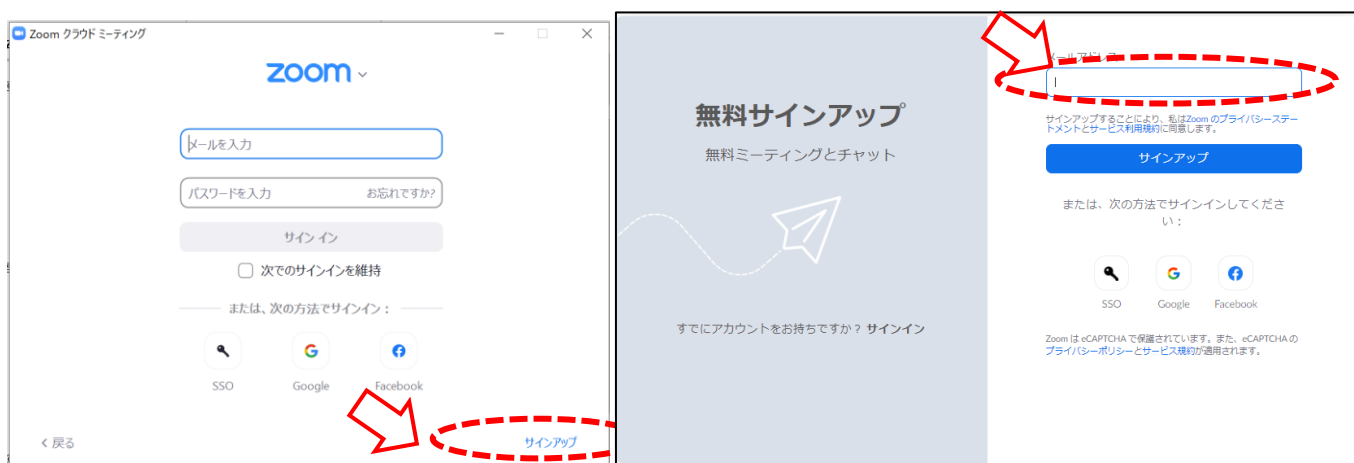 Zoom クラウド ミーティング
zoom
メールを入力
パスワードを入力 お忘れですか?
サイン イン
次でのサインインを維持
または、次の方法でサインイン：
SSO Google Facebook
< 戻る サインアップ
無料サインアップ
無料ミーティングとチャット
すでにアカウントをお持ちですか？ サインイン
メールアドレス
サインアップすることにより、私はZoom のプライバシーステー
トメントとサービス利用規約に同意します。
サインアップ
または、次の方法でサインインしてくださ
い：
SSO Google Facebook
Zoom は eCAPTCHA で保護されています。また、eCAPTCHA の
プライバシーポリシーとサービス規約が適用されます。